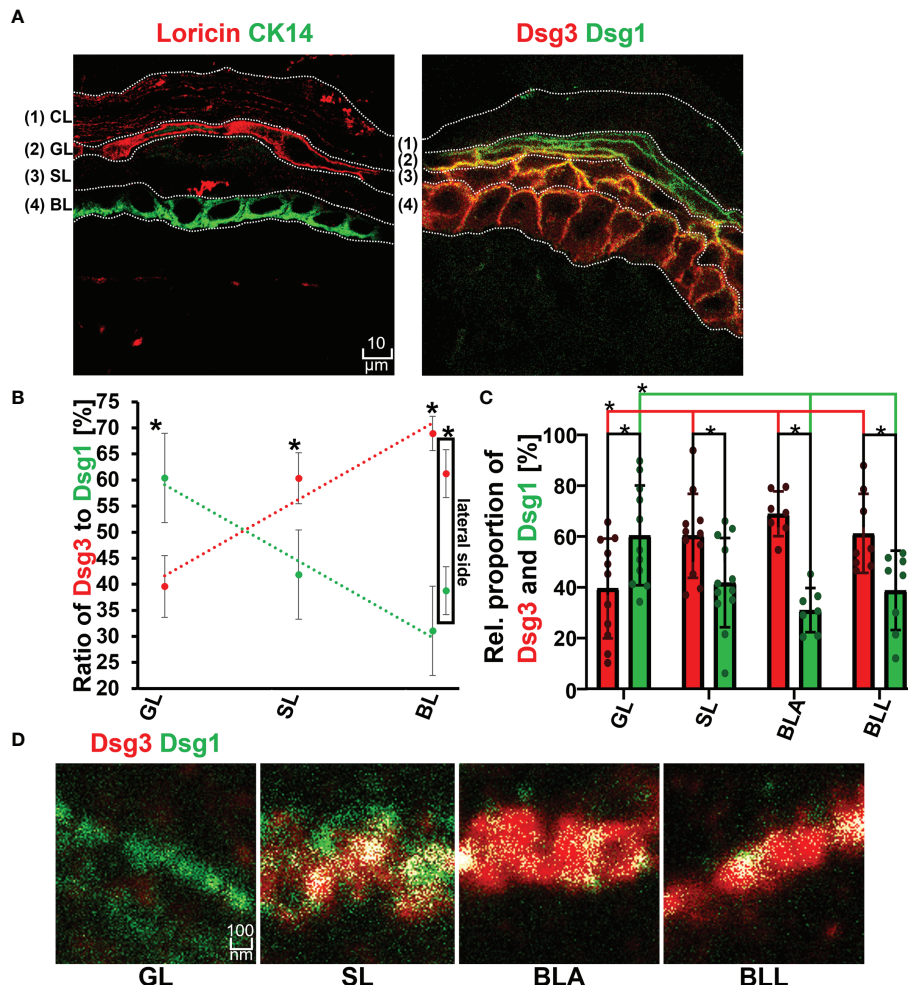 A
Loricin CK14
Dsg3 Dsg1
(1) CL
(2) GL
(3) SL
(4) BL
10
µm
(1)
(2)
(3)
(4)
B
Ratio of Dsg3 to Dsg1 [%]
75
70
65
60
55
50
45
40
35
30
25
20
*
*
*
*
lateral side
GL
SL
BL
C
Rel. proportion of
Dsg3 and Dsg1 [%]
100
80
60
40
20
0
*
*
*
*
*
*
GL
SL
BLA
BLL
D
Dsg3 Dsg1
100
nm
GL
SL
BLA
BLL